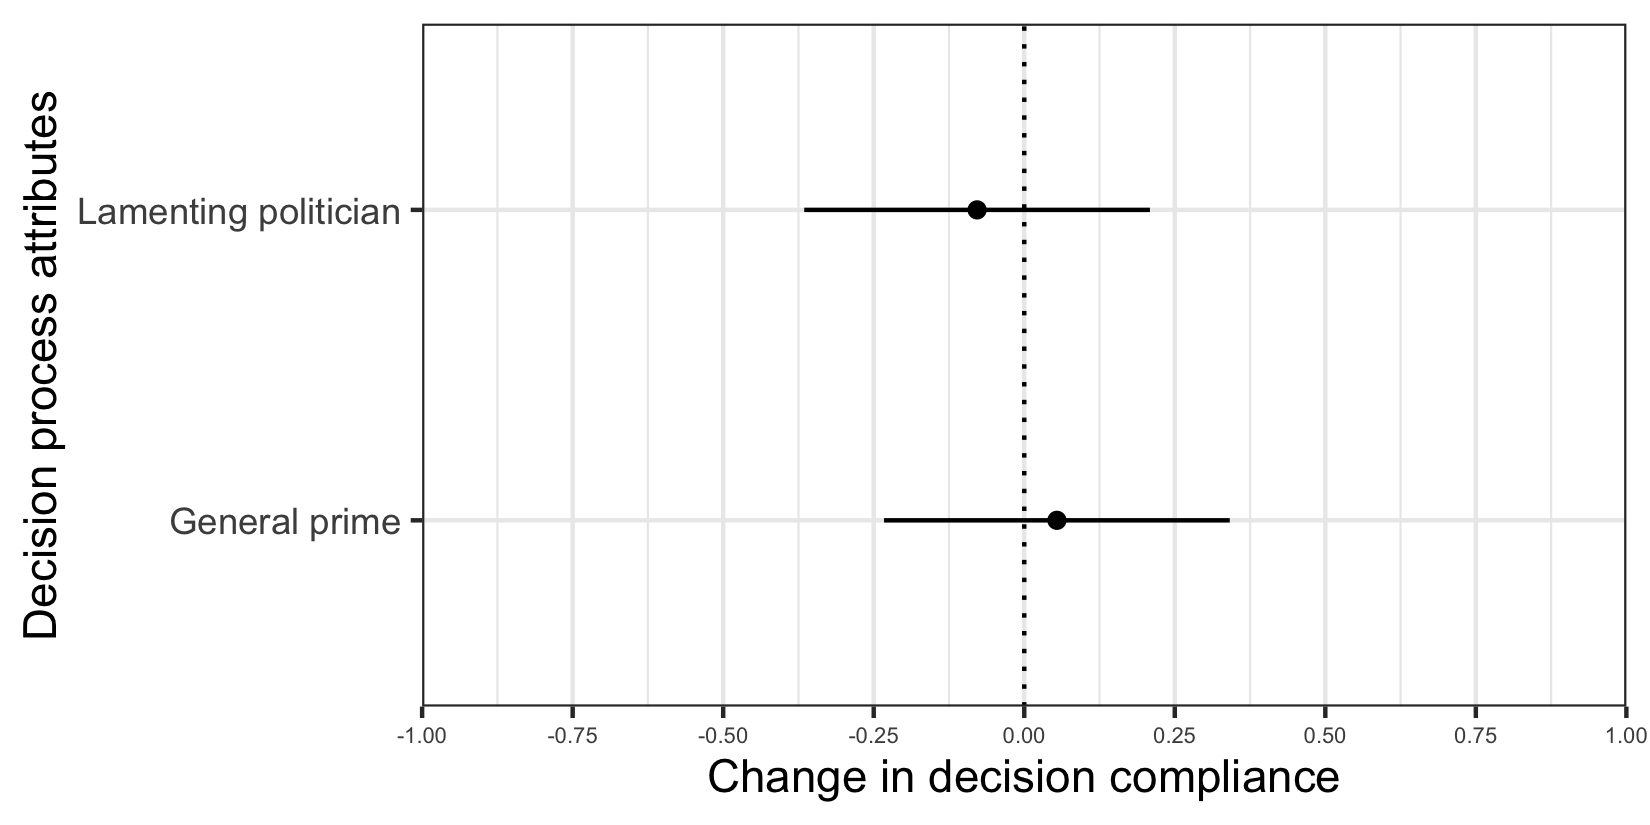 Decision process attributes
Lamenting politician
General prime
-1.00 -0.75 -0.50 -0.25 0.00 0.25 0.50 0.75 1.00
Change in decision compliance